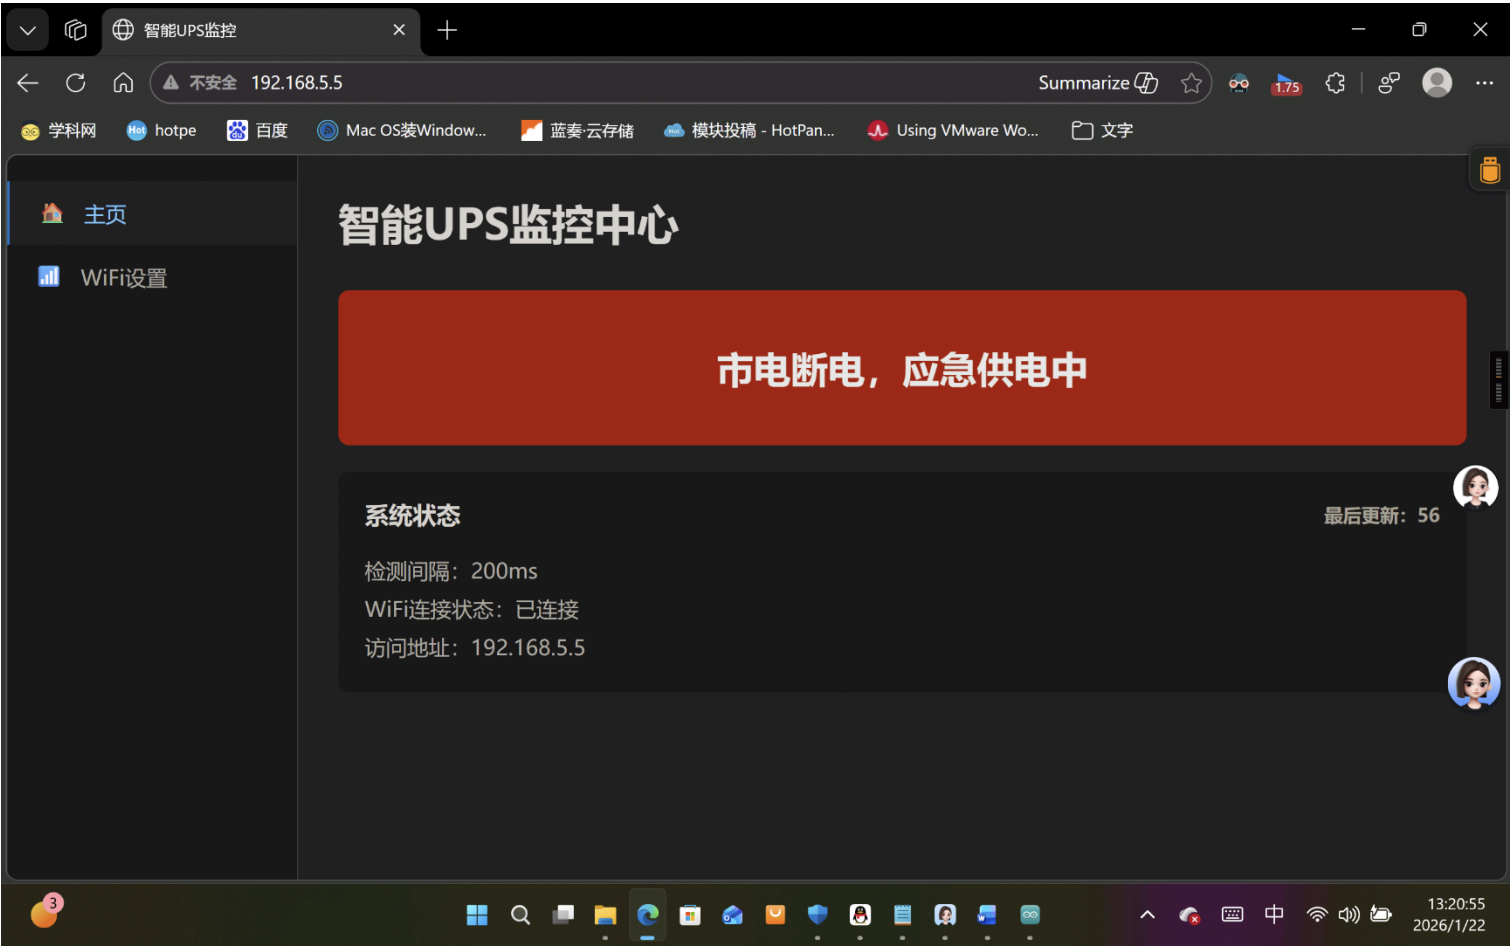 智能UPS监控
不安全 192.168.5.5
Summarize
1.75
学科网
Hot
hotpe
du
百度
Mac OS装Window...
蓝奏·云存储
模块投稿 - HotPan...
Using VMware Wo...
文字
主页
WiFi设置
智能UPS监控中心
市电断电，应急供电中
系统状态
最后更新：56
检测间隔：200ms
WiFi连接状态：已连接
访问地址：192.168.5.5
3
中
13:20:55
2026/1/22